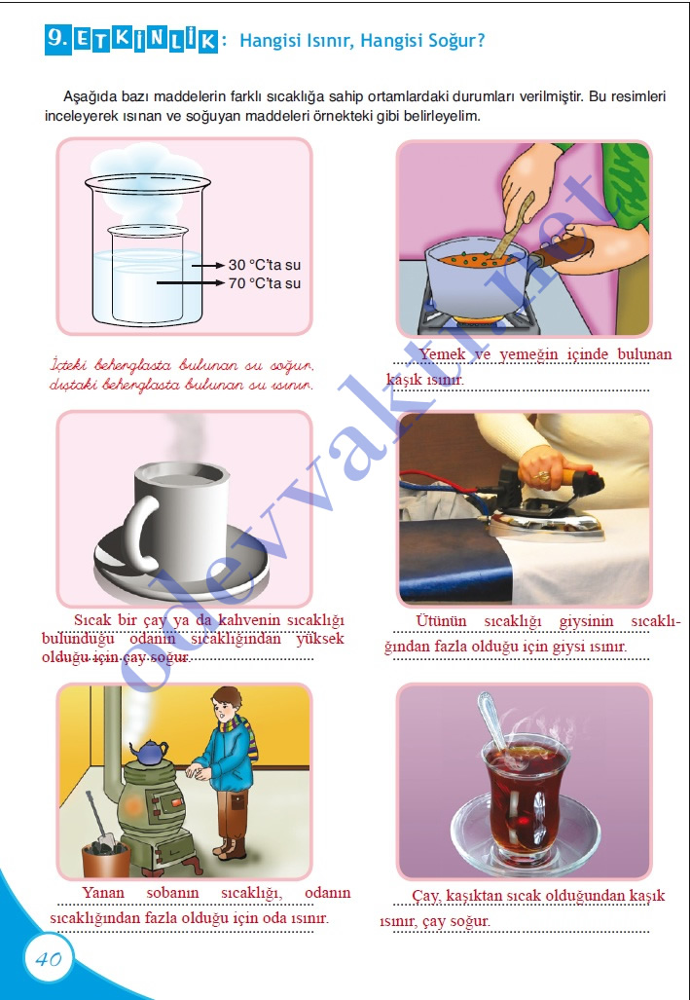 9. ETKİNLİK: Hangisi Isınır, Hangisi Soğur?
Aşağıda bazı maddelerin farklı sıcaklığa sahip ortamlardaki durumları verilmiştir. Bu resimleri
inceleyerek ısınan ve soğuyan maddeleri örnekteki gibi belirleyelim.
30 °C'ta su
70 °C'ta su
İçteki beherglasta bulunan su soğur,
dıştaki beherglasta bulunan su ısınır.
Yemek ve yemeğin içinde bulunan
kaşık ısınır.
Sıcak bir çay ya da kahvenin sıcaklığı
bulunduğu odanın sıcaklığından yüksek
olduğu için çay soğur.
Ütünün sıcaklığı giysinin sıcaklı-
ğından fazla olduğu için giysi ısınır.
Yanan sobanın sıcaklığı, odanın
sıcaklığından fazla olduğu için oda ısınır.
Çay, kaşıktan sıcak olduğundan kaşık
ısınır, çay soğur.
40
odevvakti.net